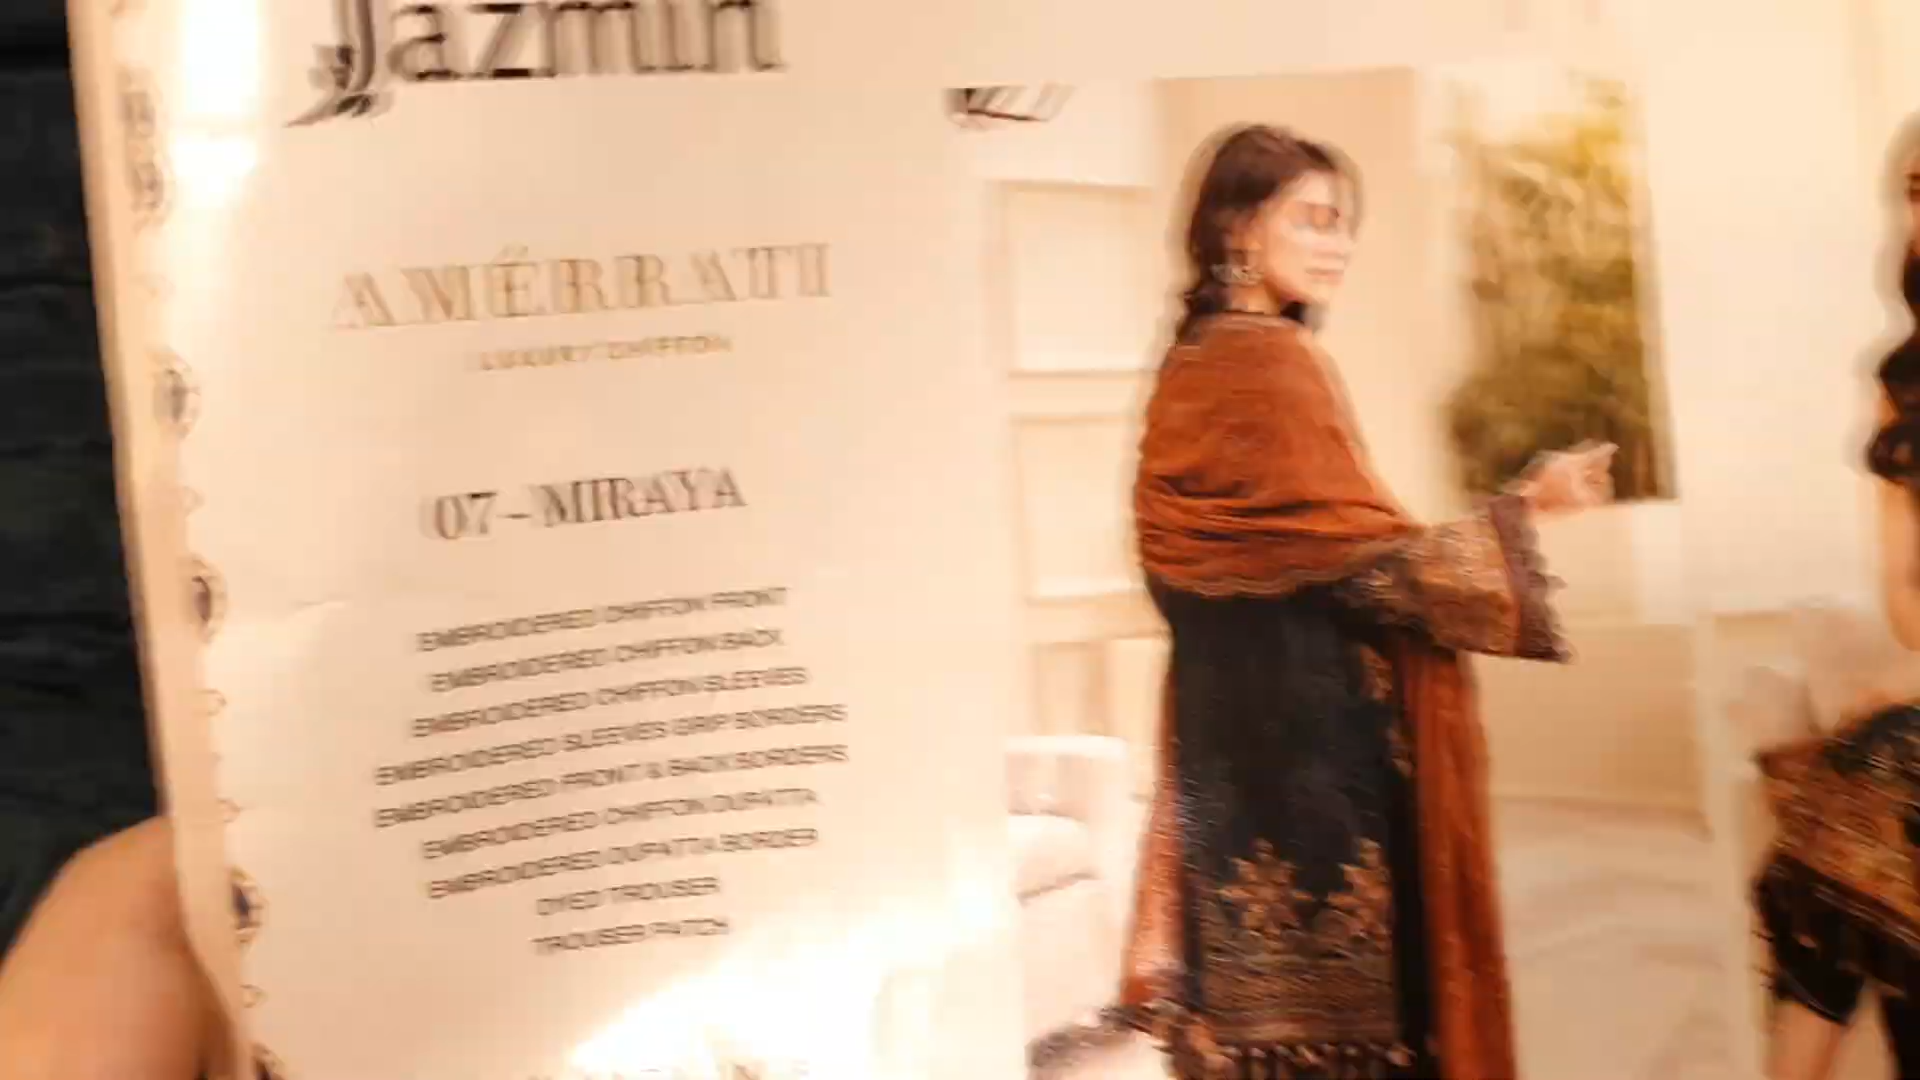 Jazmin
AMÉRRATI
LUXURY CHIFFON
07-MIRAYA
EMBROIDERED CHIFFON FRONT
EMBROIDERED CHIFFON BACK
EMBROIDERED CHIFFON SLEEVES
EMBROIDERED SLEEVES GRIP BORDERS
EMBROIDERED FRONT & BACK BORDERS
EMBROIDERED CHIFFON DUPATTA
EMBROIDERED DUPATTA BORDER
DYED TROUSER
TROUSER PATCH